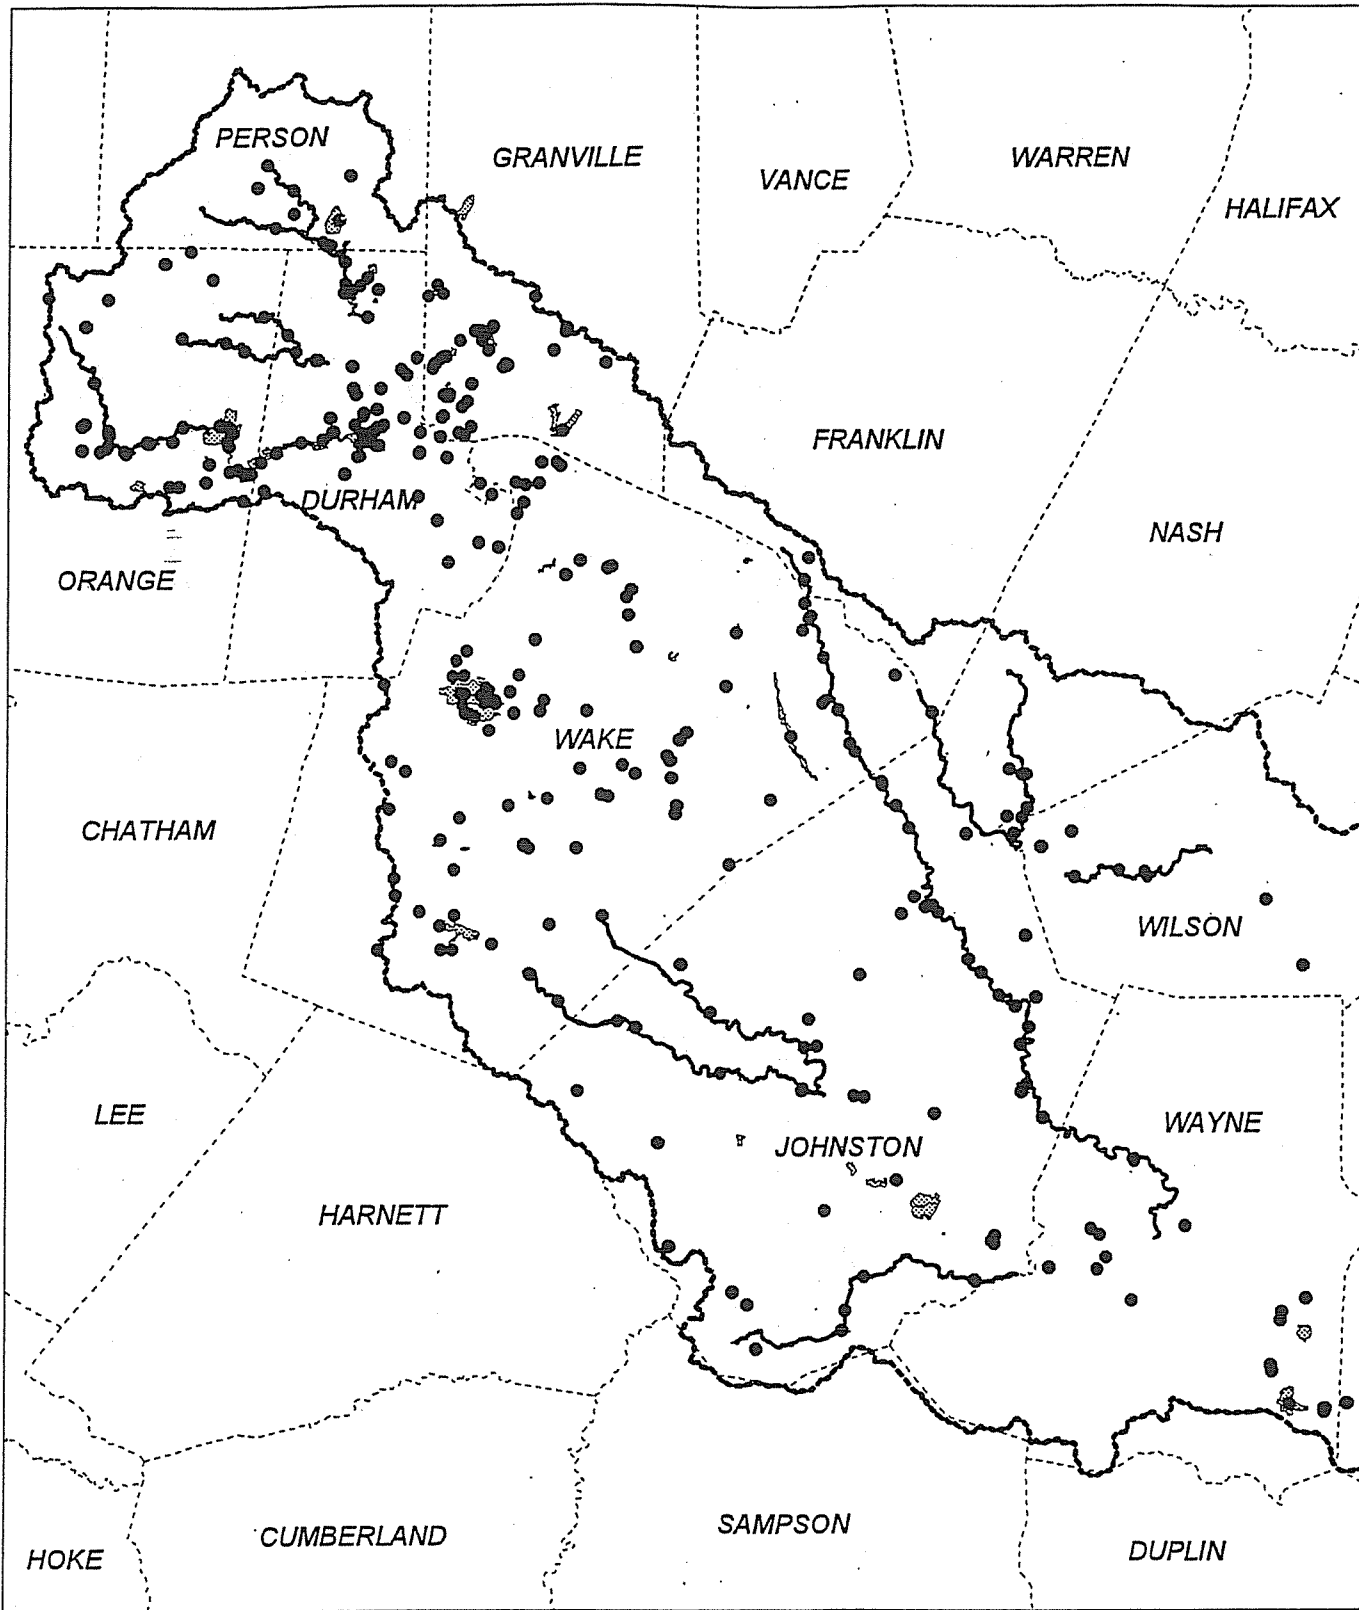 PERSON
GRANVILLE
VANCE
WARREN
HALIFAX
FRANKLIN
DURHAM
NASH
ORANGE
WAKE
CHATHAM
WILSON
LEE
WAYNE
JOHNSTON
HARNETT
SAMPSON
CUMBERLAND
DUPLIN
HOKE